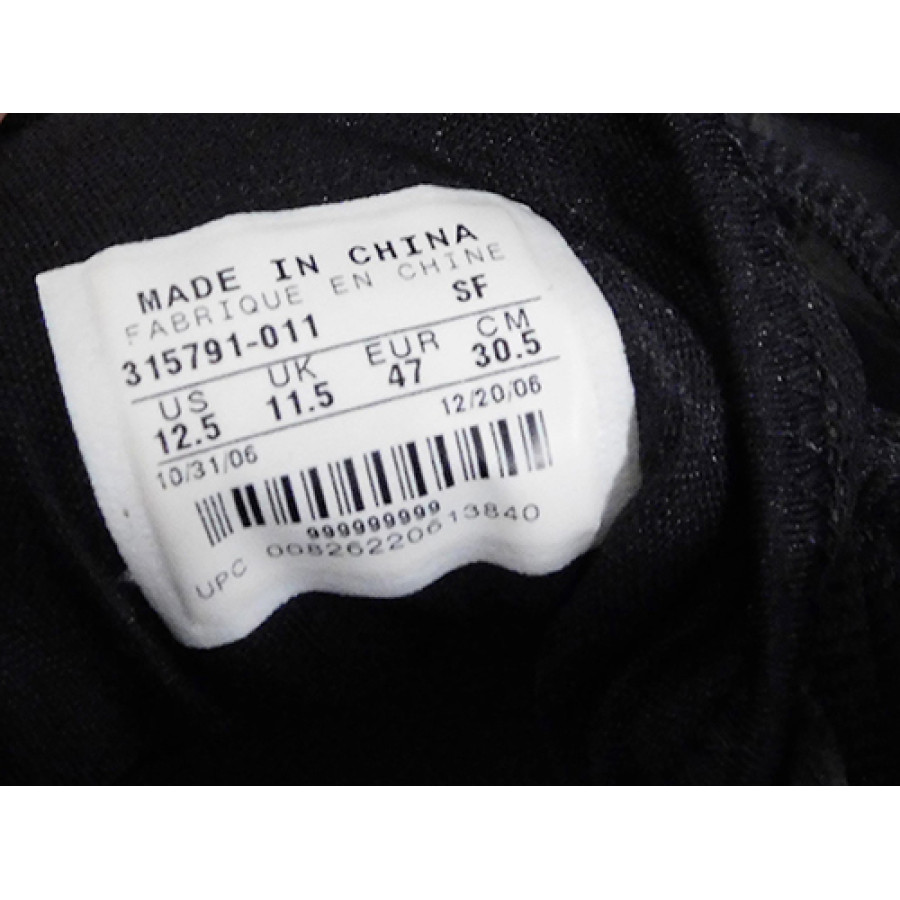 MADE IN CHINA
FABRIQUE EN CHINE
315791-011 SF
US UK EUR CM
12.5 11.5 47 30.5
10/31/06 12/20/06
999999999
UPC 00826220613840